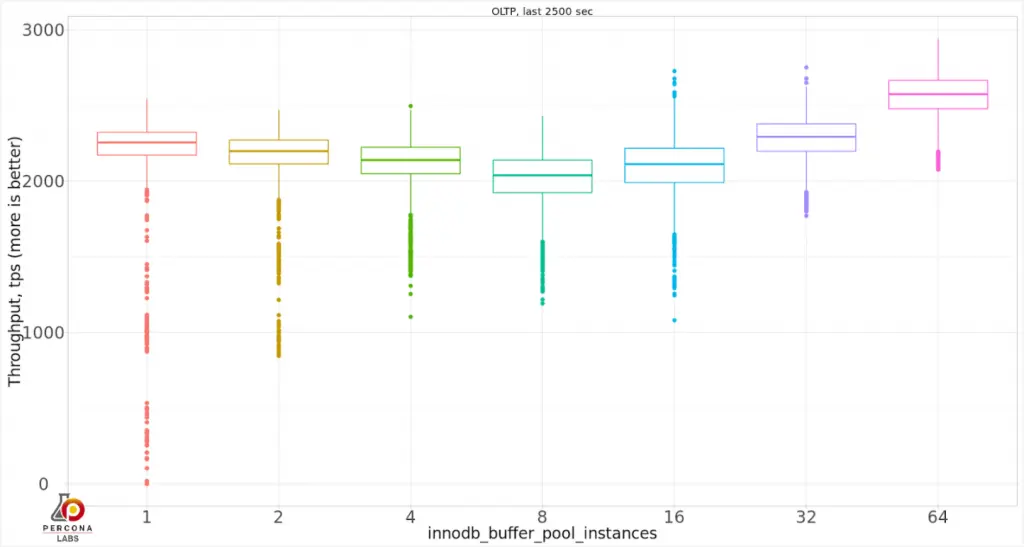 OLTP, last 2500 sec
Throughput, tps (more is better)
3000
2000
1000
0
1 2 4 8 16 32 64
innodb_buffer_pool_instances
PERCONA
LABS